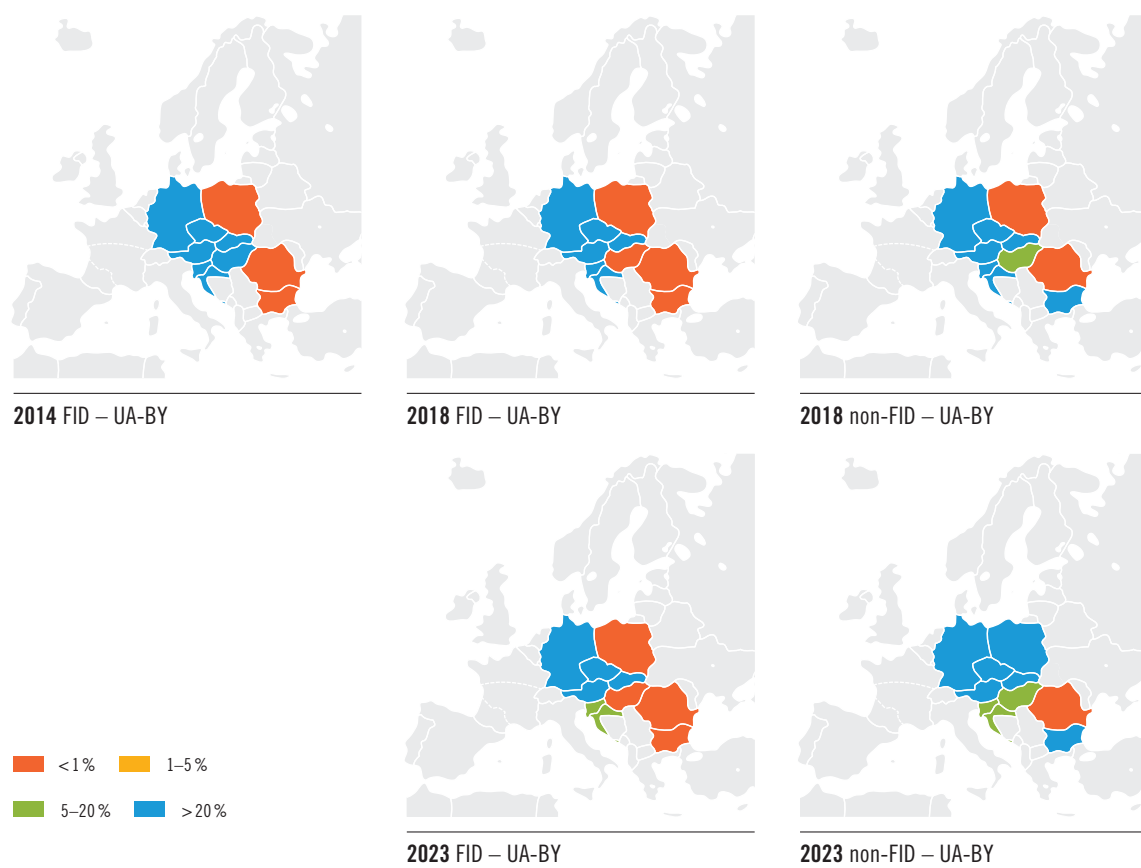 2014 FID – UA-BY
2018 FID – UA-BY
2018 non-FID – UA-BY
<1 %
1–5 %
5–20 %
>20 %
2023 FID – UA-BY
2023 non-FID – UA-BY